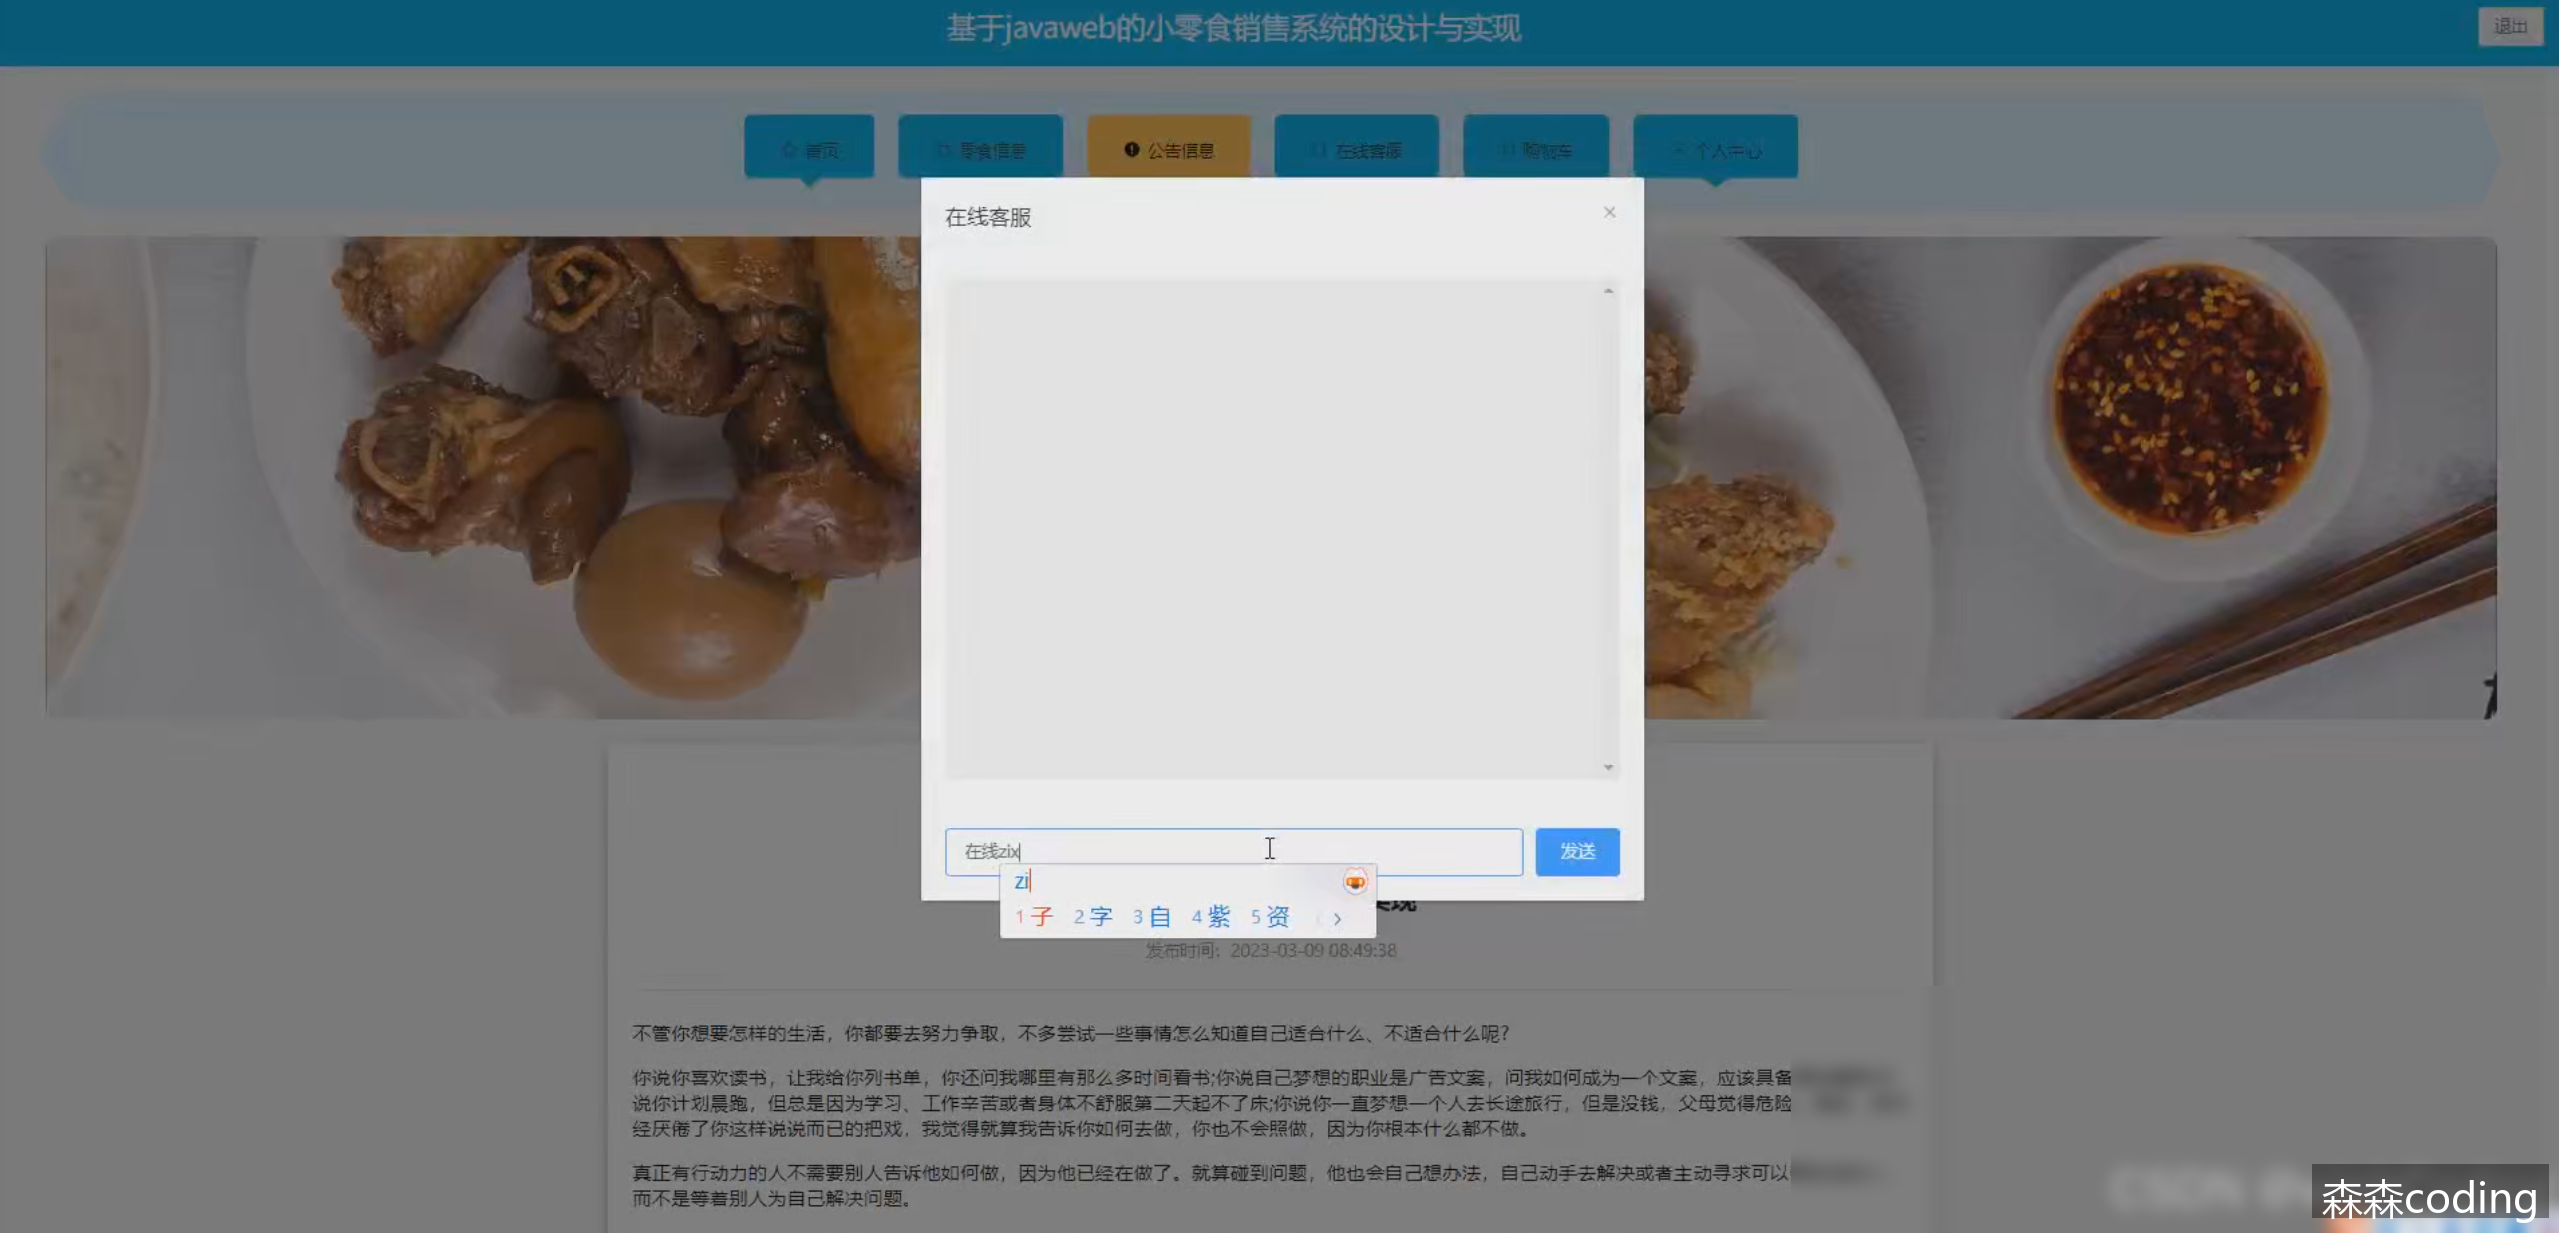 基于javaweb的小零食销售系统的设计与实现
退出
首页
零食信息
公告信息
在线客服
购物车
个人中心
在线客服
在线zix
发送
zi
1 子 2 字 3 自 4 紫 5 资
发布时间：2023-03-09 08:49:38
不管你想要怎样的生活，你都要去努力争取，不多尝试一些事情怎么知道自己适合什么、不适合什么呢?
你说你喜欢读书，让我给你列书单，你还问我哪里有那么多时间看书;你说自己梦想的职业是广告文案，问我如何成为一个文案，应该具备
说你计划晨跑，但总是因为学习、工作辛苦或者身体不舒服第二天起不了床;你说你一直梦想一个人去长途旅行，但是没钱，父母觉得危险
经厌倦了你这样说说而已的把戏，我觉得就算我告诉你如何去做，你也不会照做，因为你根本什么都不做。
真正有行动力的人不需要别人告诉他如何做，因为他已经在做了。就算碰到问题，他也会自己想办法，自己动手去解决或者主动寻求可以
而不是等着别人为自己解决问题。
森森coding